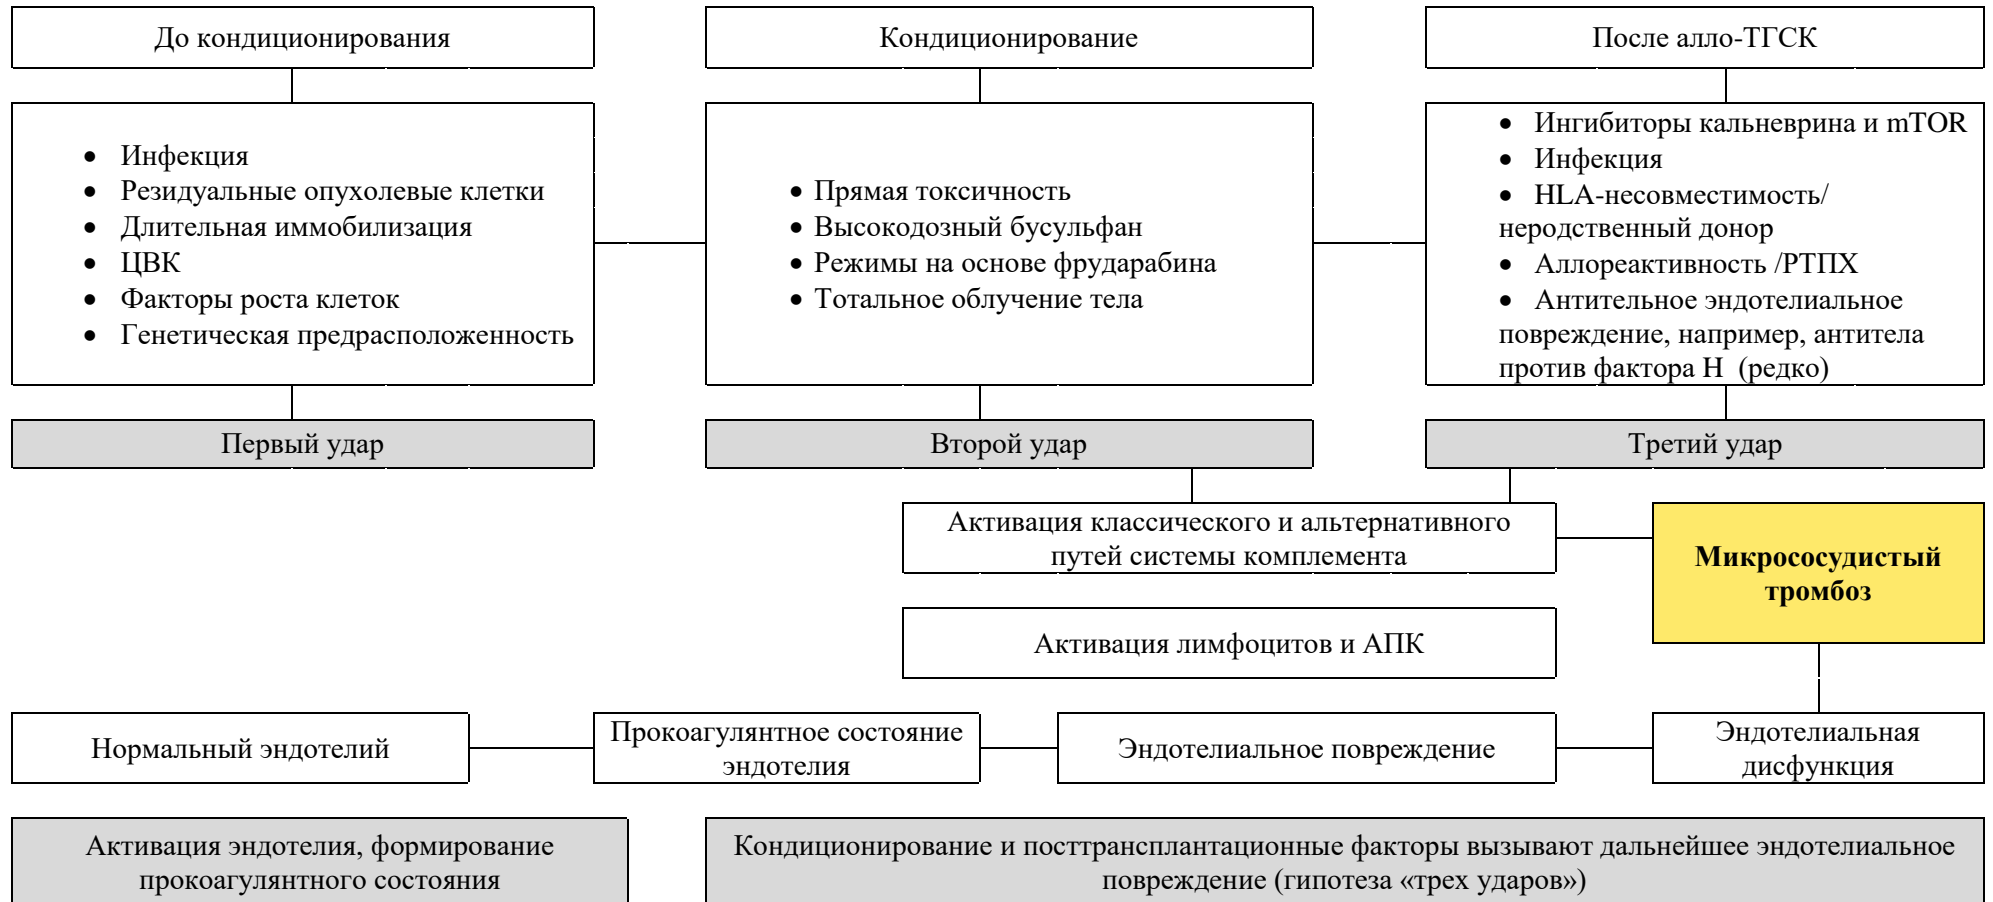 До кондиционирования
Кондиционирование
После алло-ТГСК
• Инфекция
• Резидуальные опухолевые клетки
• Длительная иммобилизация
• ЦВК
• Факторы роста клеток
• Генетическая предрасположенность
• Прямая токсичность
• Высокодозный бусульфан
• Режимы на основе фрударабина
• Тотальное облучение тела
• Ингибиторы кальневрина и mTOR
• Инфекция
• HLA-несовместимость/
неродственный донор
• Аллореактивность /РТПХ
• Антительное эндотелиальное
повреждение, например, антитела
против фактора Н (редко)
Первый удар
Второй удар
Третий удар
Активация классического и альтернативного
путей системы комплемента
Микрососудистый
тромбоз
Активация лимфоцитов и АПК
Нормальный эндотелий
Прокоагулянтное состояние
эндотелия
Эндотелиальное повреждение
Эндотелиальная
дисфункция
Активация эндотелия, формирование
прокоагулянтного состояния
Кондиционирование и посттрансплантационные факторы вызывают дальнейшее эндотелиальное
повреждение (гипотеза «трех ударов»)